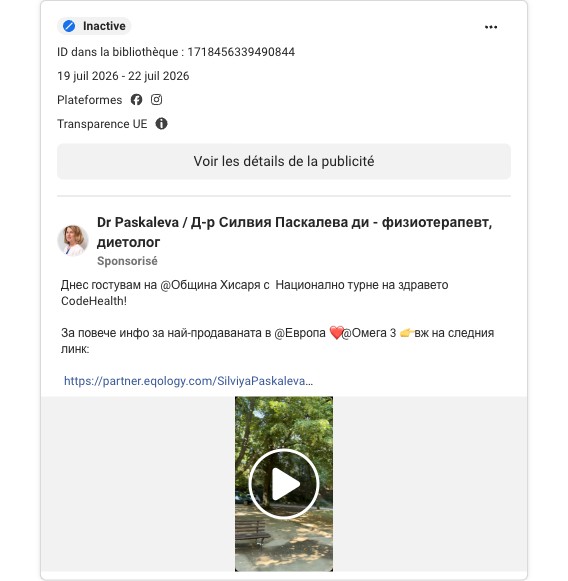 Inactive
ID dans la bibliothèque : 1718456339490844
19 juil 2026 - 22 juil 2026
Plateformes
Transparence UE
Voir les détails de la publicité
Dr Paskaleva / Д-р Силвия Паскалева ди - физиотерапевт,
диетолог
Sponsorisé
Днес гостувам на @Община Хисаря с Национално турне на здравето
CodeHealth!
За повече инфо за най-продаваната в @Европа ❤️@Омега 3 👉вж на следния
линк:
https://partner.eqology.com/SilviyaPaskaleva…